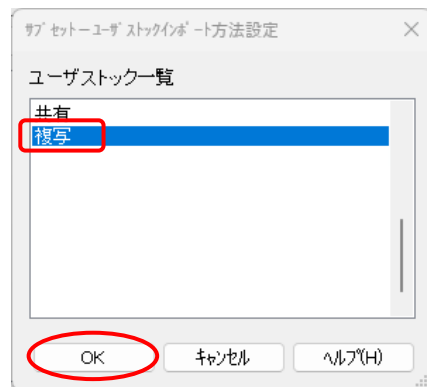 サブセットーユーザストックインポート方法設定
ユーザストック一覧
共有
複写
OK
キャンセル
ヘルプ(H)